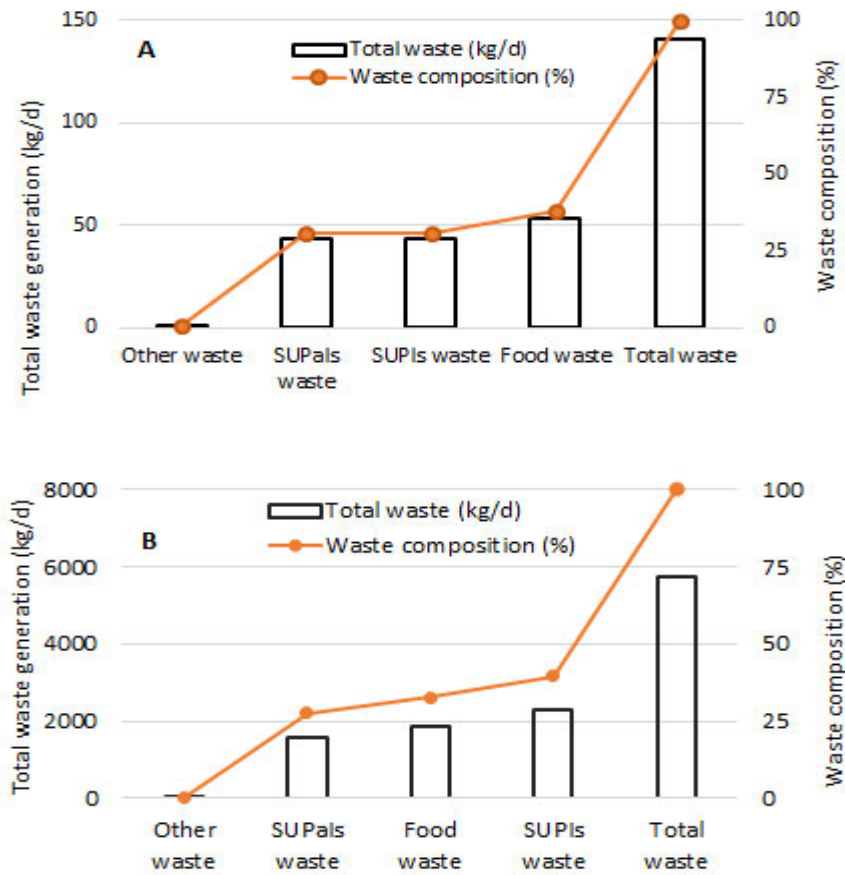 150
100
A
Total waste (kg/d)
Waste composition (%)
75
100
50
50
25
0
0
Other waste SUPals waste SUPls waste Food waste Total waste
Total waste generation (kg/d)
Waste composition (%)
8000
100
Total waste (kg/d)
B
Waste composition (%)
6000
75
4000
50
2000
25
0
0
Other waste SUPals waste Food waste SUPls waste Total waste
Total waste generation (kg/d)
Waste composition (%)